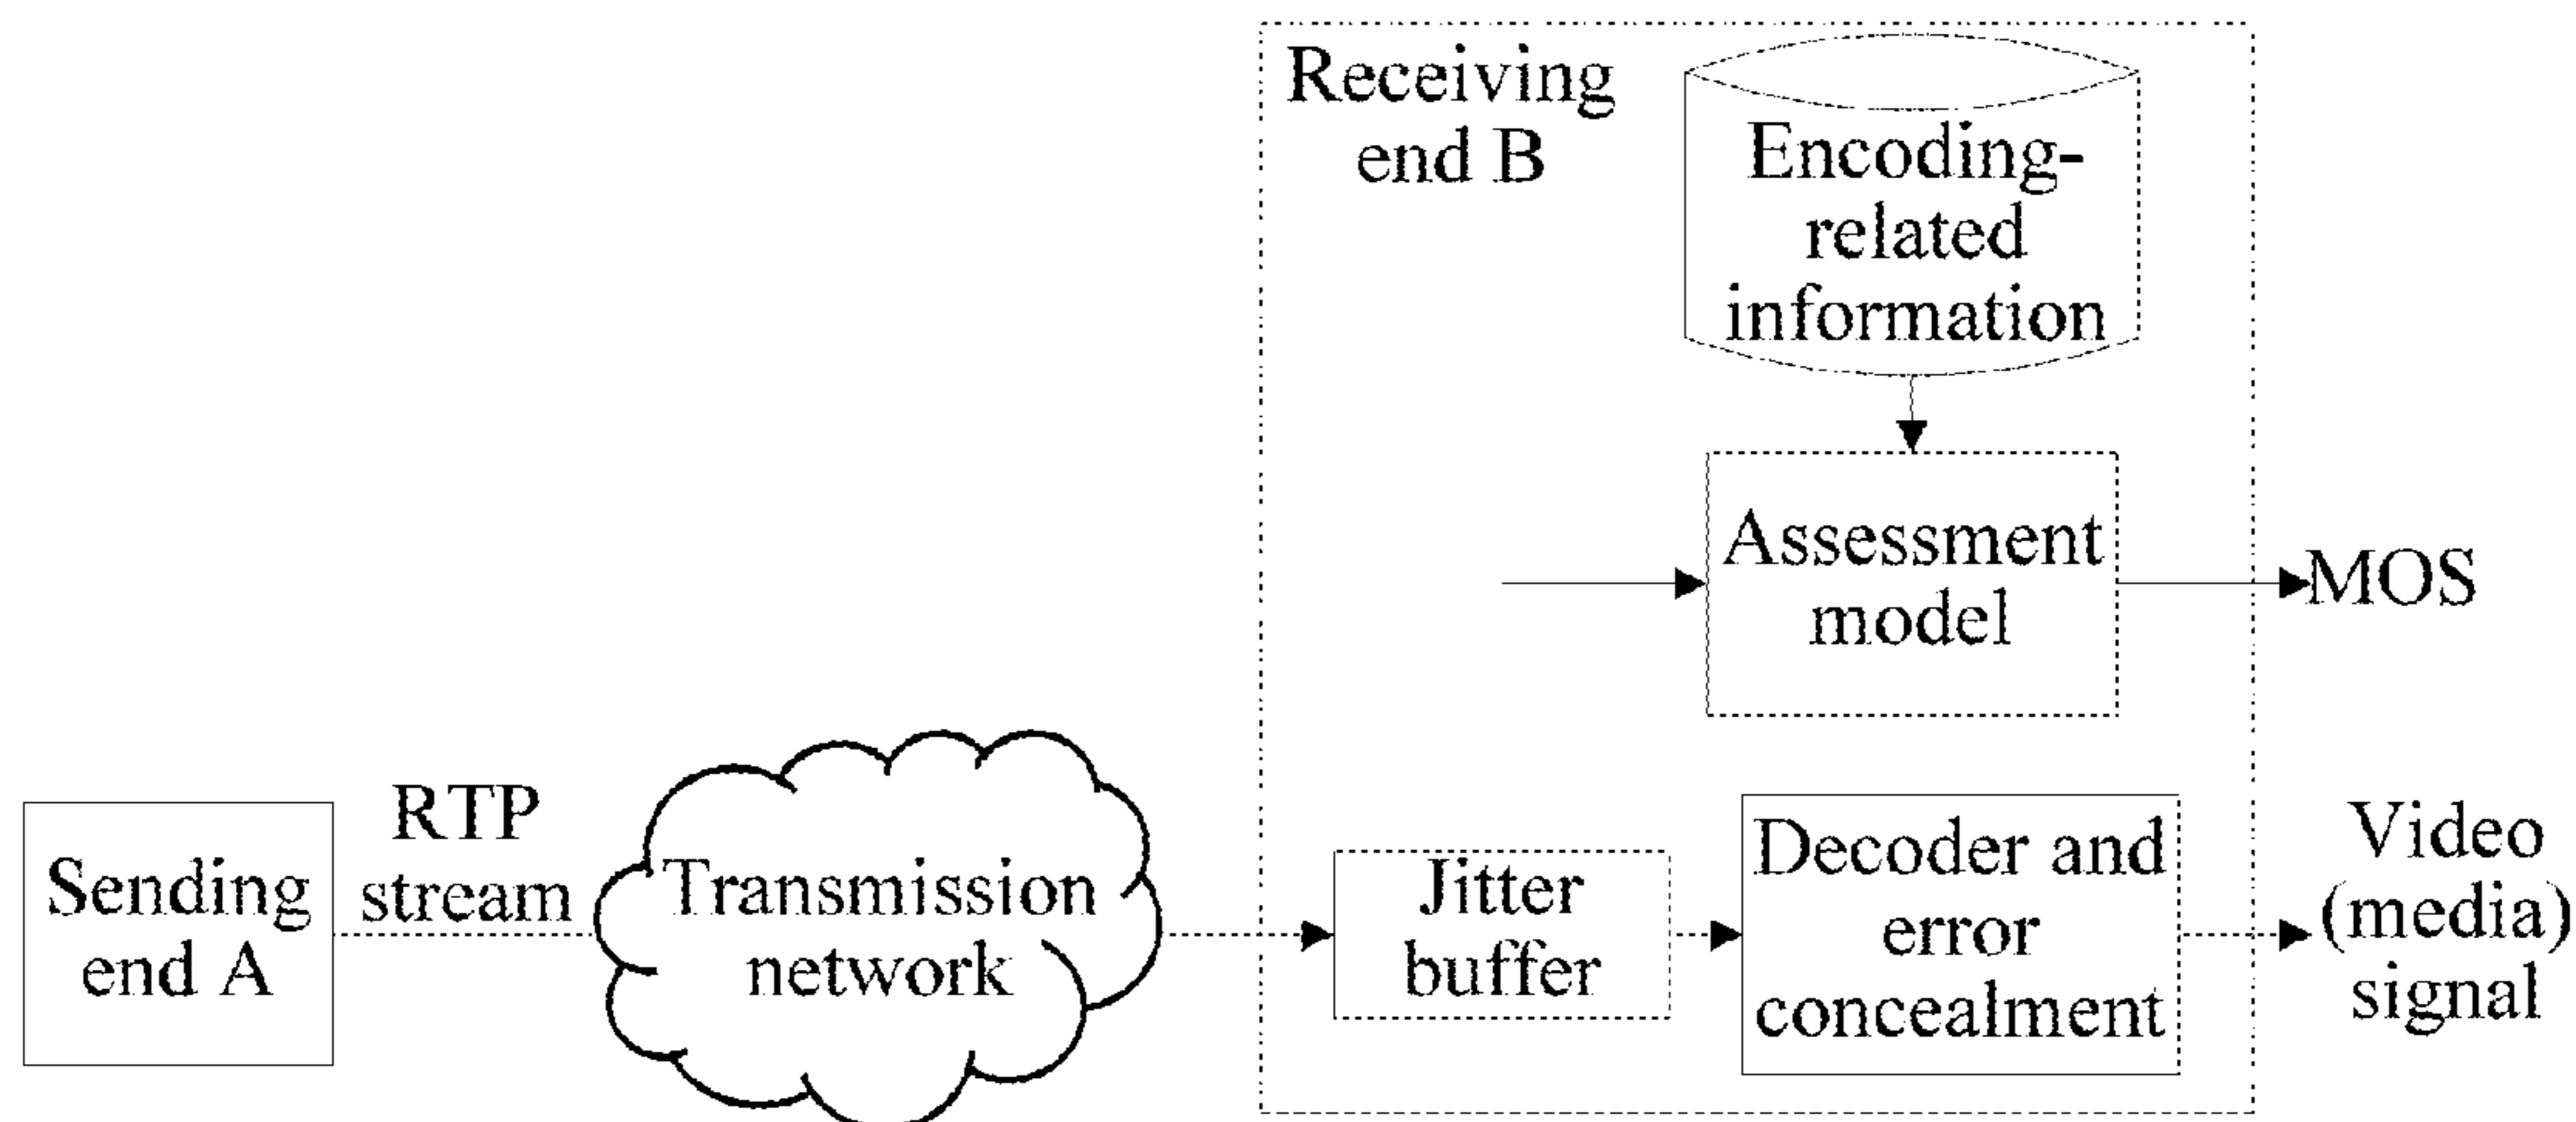 Receiving
end B
Encoding-
related
information
Assessment
model
MOS
Sending
end A
RTP
stream
Transmission
network
Jitter
buffer
Decoder and
error
concealment
Video
(media)
signal